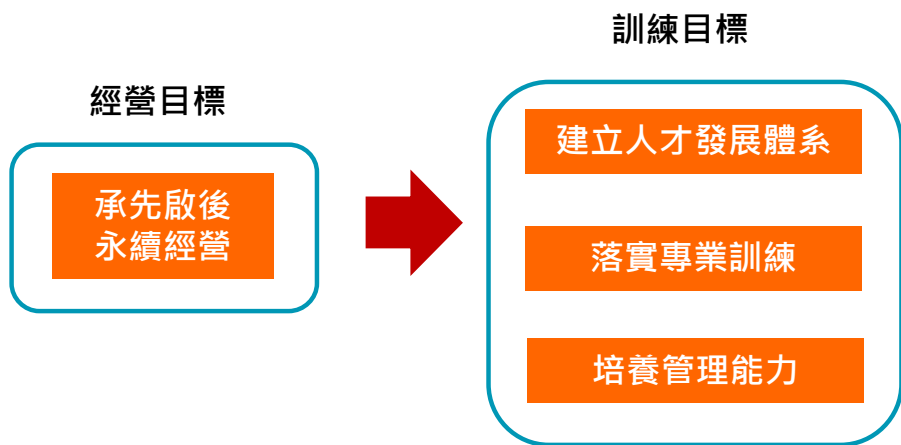 經營目標
承先啟後
永續經營
訓練目標
建立人才發展體系
落實專業訓練
培養管理能力